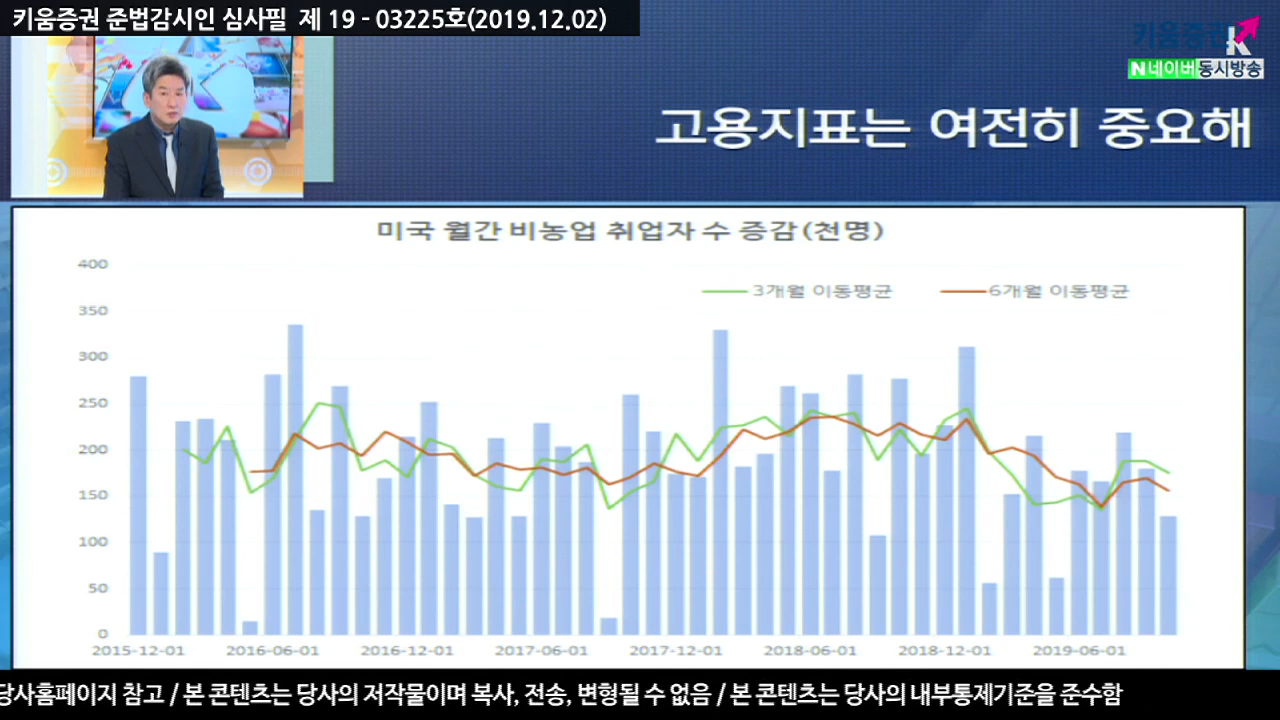 키움증권 준법감시인 심사필 제 19 - 03225호(2019.12.02)
키움증권
N 네이버 동시방송
고용지표는 여전히 중요해
미국 월간 비농업 취업자 수 증감(천명)
3개월 이동평균 6개월 이동평균
400
350
300
250
200
150
100
50
0
2015-12-01 2016-06-01 2016-12-01 2017-06-01 2017-12-01 2018-06-01 2018-12-01 2019-06-01
당사홈페이지 참고 / 본 콘텐츠는 당사의 저작물이며 복사, 전송, 변형될 수 없음 / 본 콘텐츠는 당사의 내부통제기준을 준수함